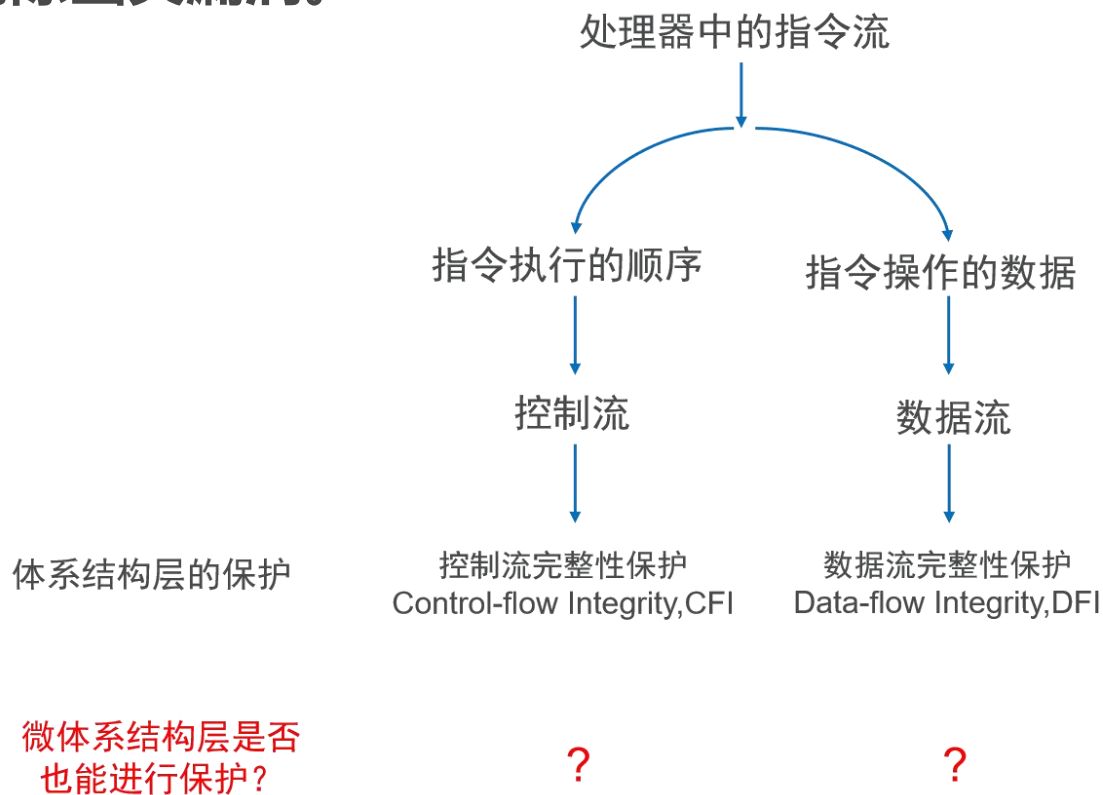 处理器中的指令流
指令执行的顺序
指令操作的数据
控制流
数据流
体系结构层的保护
控制流完整性保护
Control-flow Integrity,CFI
数据流完整性保护
Data-flow Integrity,DFI
微体系结构层是否
也能进行保护?
?
?